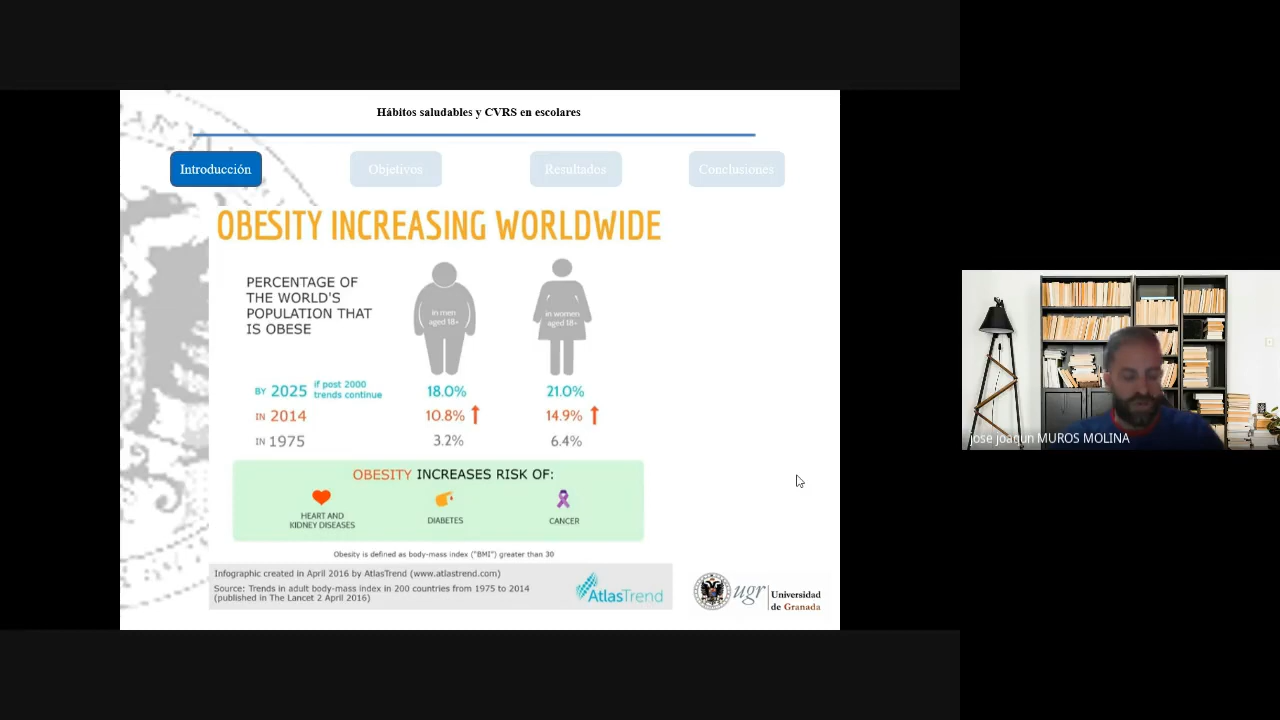 Hábitos saludables y CVRS en escolares
Introducción
Objetivos
Resultados
Conclusiones
OBESITY INCREASING WORLDWIDE
PERCENTAGE OF
THE WORLD'S
POPULATION THAT
IS OBESE
in men
aged 18+
in women
aged 18+
BY 2025 if post 2000
trends continue
18.0%
21.0%
IN 2014
10.8%
14.9%
IN 1975
3.2%
6.4%
OBESITY INCREASES RISK OF:
HEART AND
KIDNEY DISEASES
DIABETES
CANCER
Obesity is defined as body-mass index ("BMI") greater than 30
Infographic created in April 2016 by AtlasTrend (www.atlastrend.com)
Source: Trends in adult body-mass index in 200 countries from 1975 to 2014
(published in The Lancet 2 April 2016)
AtlasTrend
ugr
Universidad
de Granada
jose joaqun MUROS MOLINA